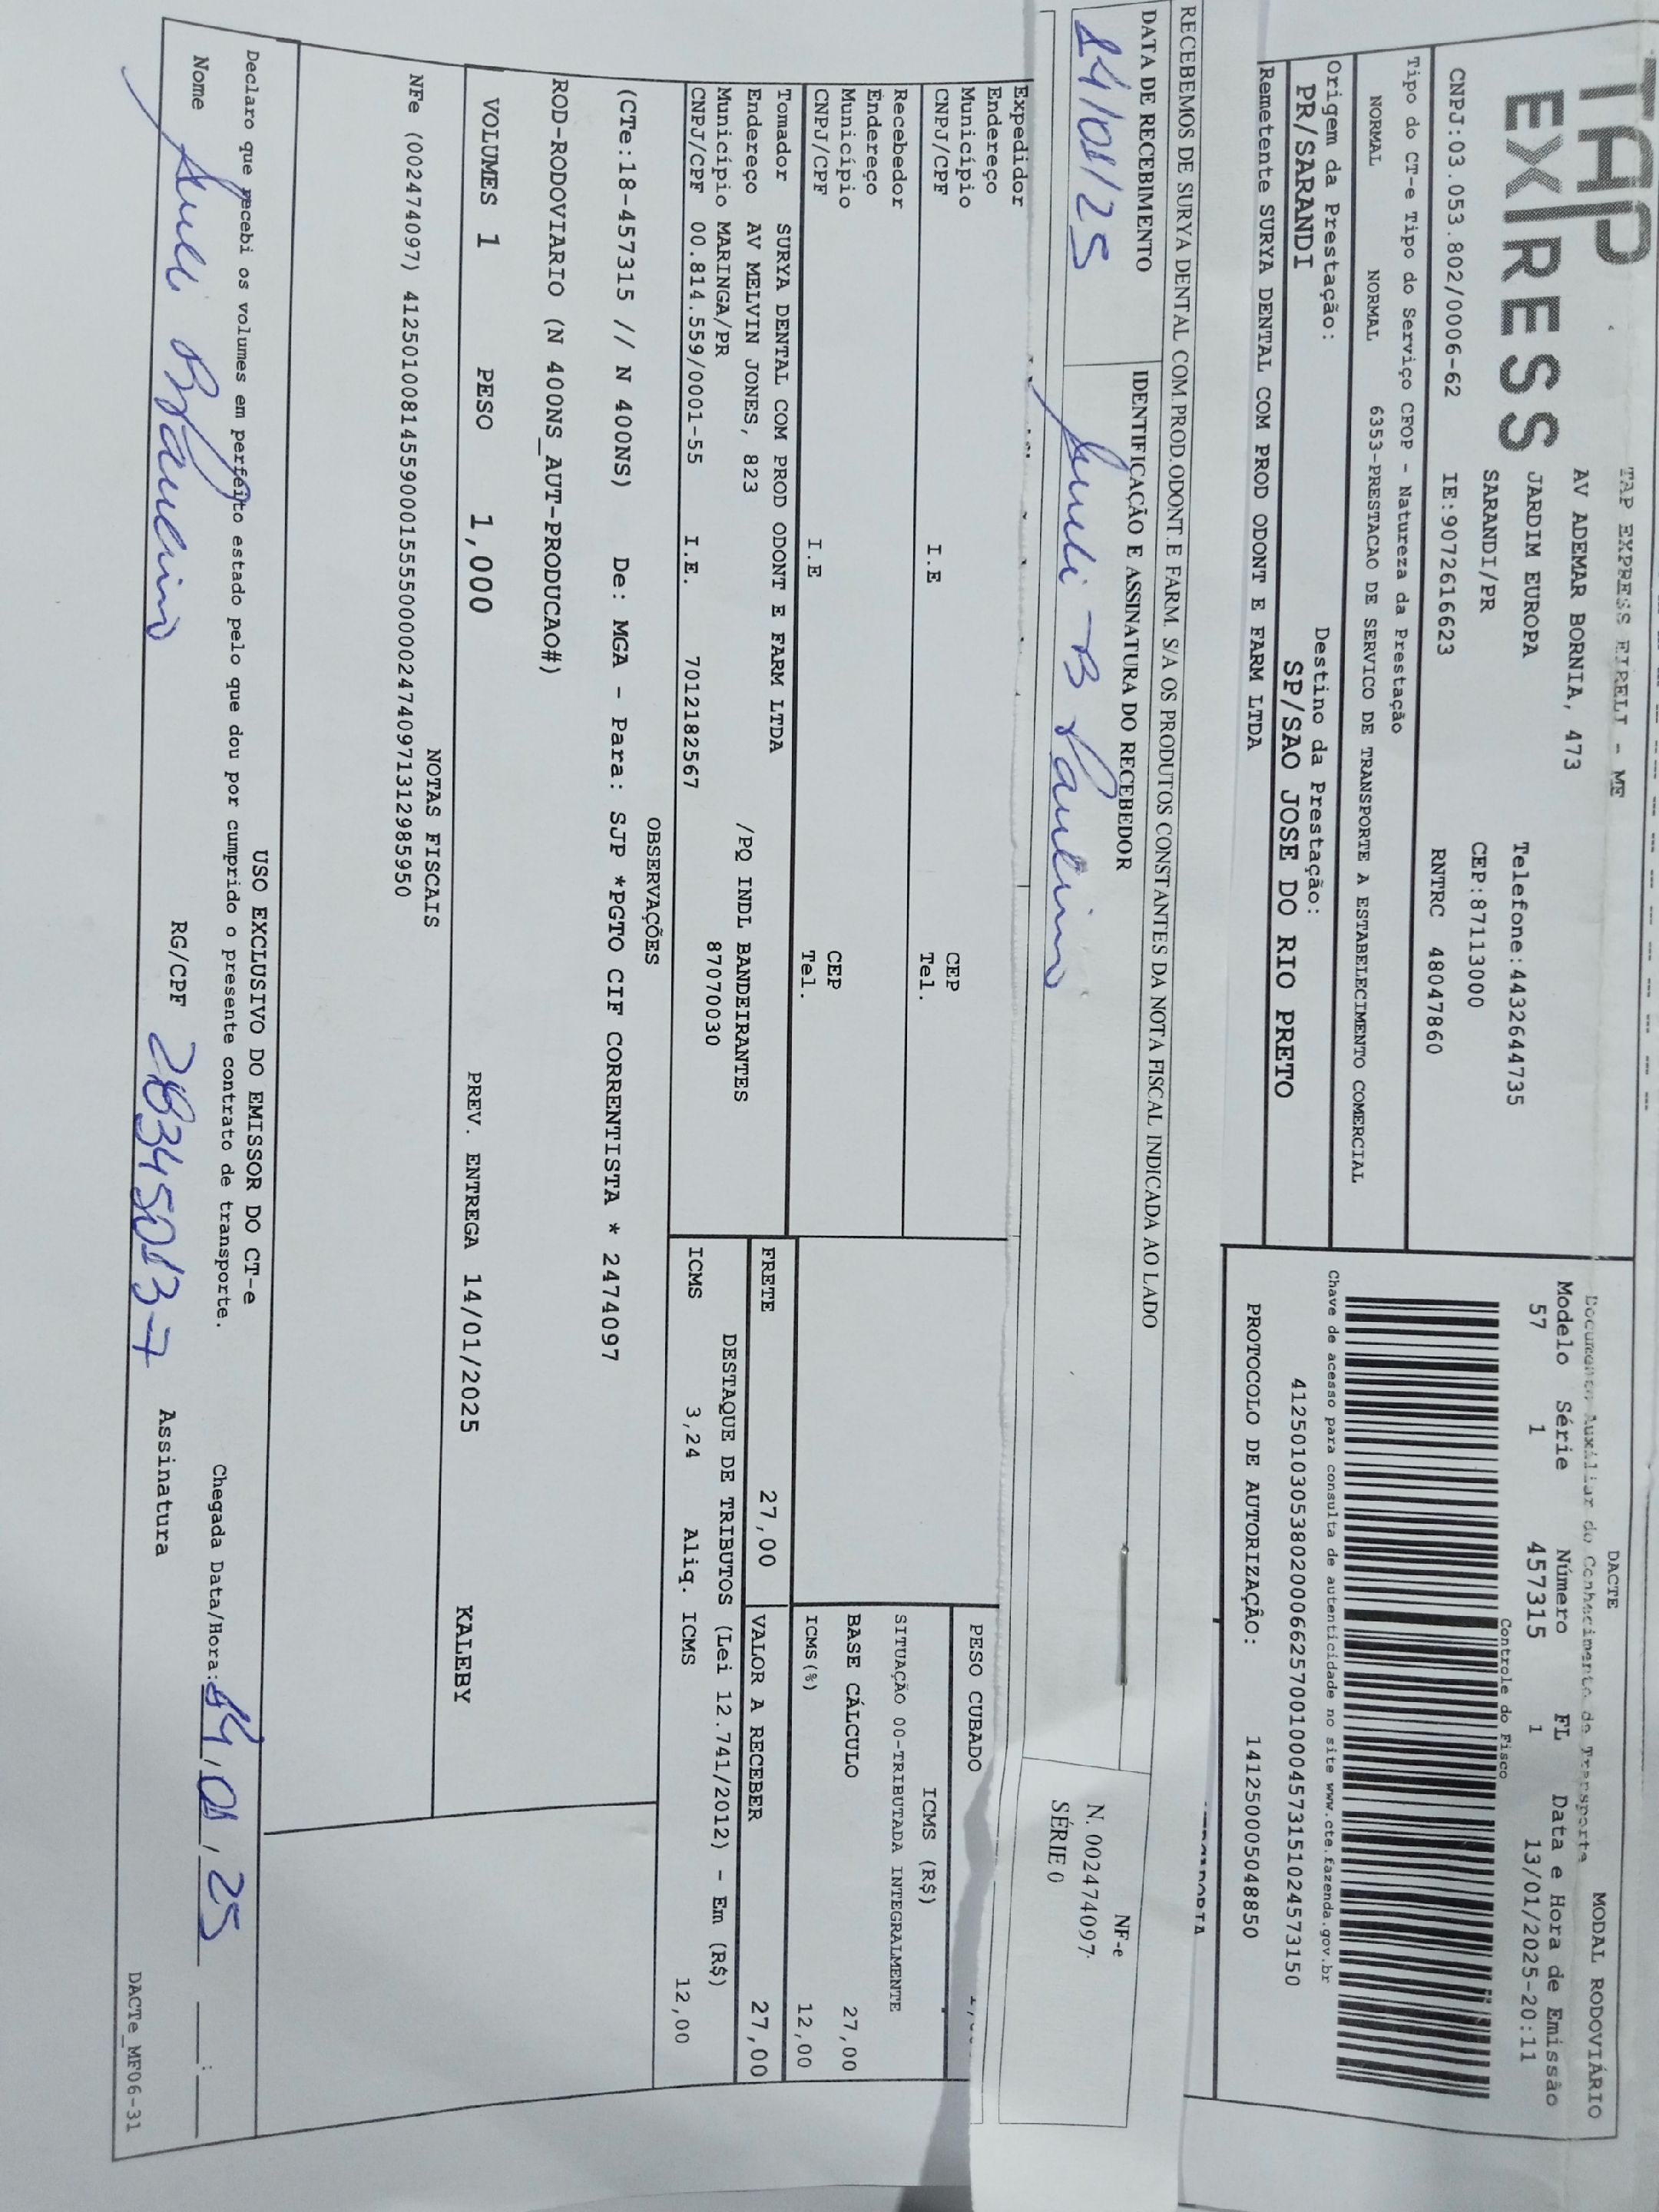 TAP
EXPRESS
TAP EXPRESS EIRELI - ME
AV ADEMAR BORNIA, 473
JARDIM EUROPA Telefone:4432644735
SARANDI/PR CEP:87113000
CNPJ:03.053.802/0006-62 IE:9072616623 RNTRC 48047860
DACTE MODAL RODOVIÁRIO
Documento Auxiliar do Conhecimento de Transporte
Modelo Série Número FL Data e Hora de Emissão
57 1 457315 1 13/01/2025-20:11
Controle do Fisco
Tipo do CT-e Tipo do Serviço CFOP - Natureza da Prestação
NORMAL NORMAL 6353-PRESTACAO DE SERVICO DE TRANSPORTE A ESTABELECIMENTO COMERCIAL
Chave de acesso para consulta de autenticidade no site www.cte.fazenda.gov.br
41250103053802000662570010004573151024573150
Origem da Prestação: Destino da Prestação:
PR/SARANDI SP/SAO JOSE DO RIO PRETO
PROTOCOLO DE AUTORIZAÇÃO: 141250005048850
Remetente SURYA DENTAL COM PROD ODONT E FARM LTDA
RECEBEMOS DE SURYA DENTAL COM.PROD.ODONT.E FARM. S/A OS PRODUTOS CONSTANTES DA NOTA FISCAL INDICADA AO LADO
DATA DE RECEBIMENTO IDENTIFICAÇÃO E ASSINATURA DO RECEBEDOR
14/01/25
NF-e
N. 002474097
SÉRIE 0
Expedidor
Endereço
Município CEP
CNPJ/CPF I.E Tel.
Recebedor
Endereço
Município CEP
CNPJ/CPF I.E Tel.
PESO CUBADO
ICMS (R$)
SITUAÇÃO 00-TRIBUTADA INTEGRALMENTE
BASE CÁLCULO 27,00
ICMS(%) 12,00
Tomador SURYA DENTAL COM PROD ODONT E FARM LTDA
Endereço AV MELVIN JONES, 823 /PQ INDL BANDEIRANTES
Município MARINGA/PR 87070030
CNPJ/CPF 00.814.559/0001-55 I.E. 701218256​7
FRETE 27,00 VALOR A RECEBER 27,00
DESTAQUE DE TRIBUTOS (Lei 12.741/2012) - Em (R$)
ICMS 3,24 Aliq. ICMS 12,00
OBSERVAÇÕES
(CTe:18-457315 // N 400NS) De: MGA - Para: SJP *PGTO CIF CORRENTISTA * 2474097
ROD-RODOVIARIO (N 400NS_AUT-PRODUCAO#)
VOLUMES 1 PESO 1,000 PREV. ENTREGA 14/01/2025 KALEBY
NOTAS FISCAIS
NFe (002474097) 41250100814559000155550000024740971312985950
USO EXCLUSIVO DO EMISSOR DO CT-e
Declaro que recebi os volumes em perfeito estado pelo que dou por cumprido o presente contrato de transporte. Chegada Data/Hora: 14,01,25
Nome RG/CPF 28345013-7 Assinatura
DACTe_MF06-31